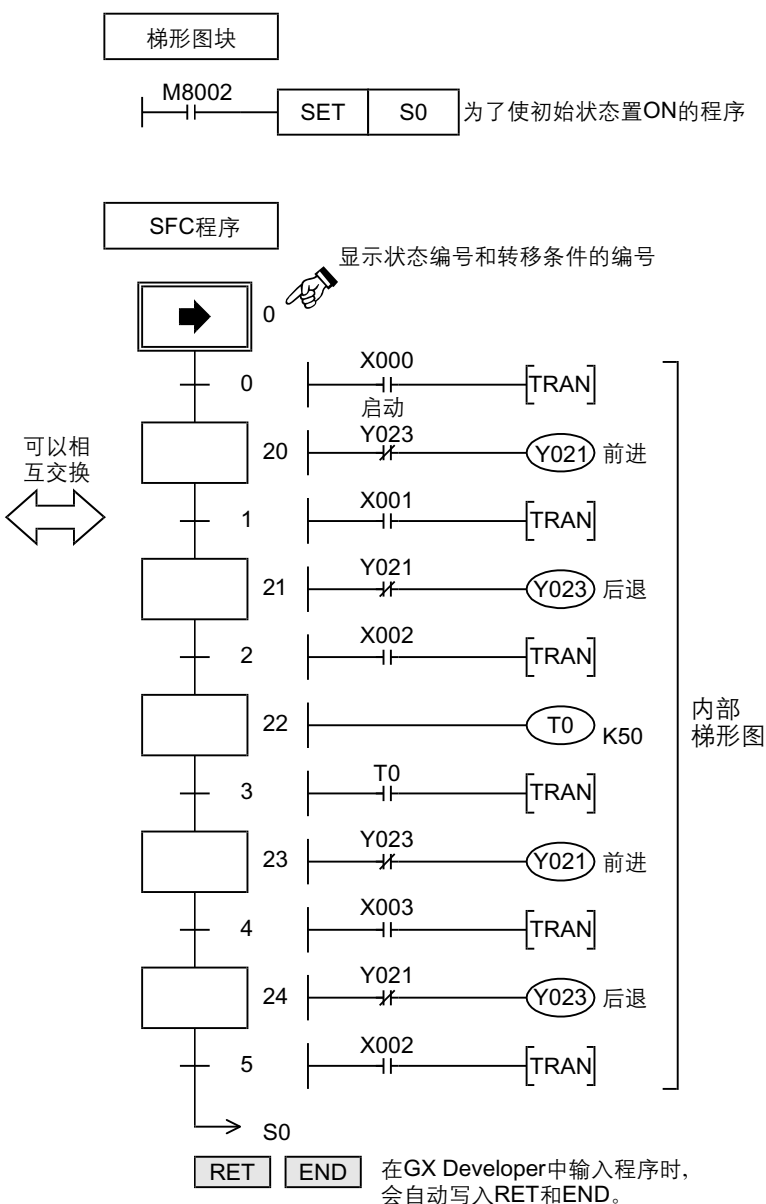 梯形图块
M8002
SET S0 为了使初始状态置ON的程序
SFC程序
显示状态编号和转移条件的编号
0
0 X000 TRAN
启动
20 Y023 Y021 前进
可以相
互交换
1 X001 TRAN
21 Y021 Y023 后退
2 X002 TRAN
22 T0 K50
内部
梯形图
3 T0 TRAN
23 Y023 Y021 前进
4 X003 TRAN
24 Y021 Y023 后退
5 X002 TRAN
S0
RET END 在GX Developer中输入程序时,
会自动写入RET和END。